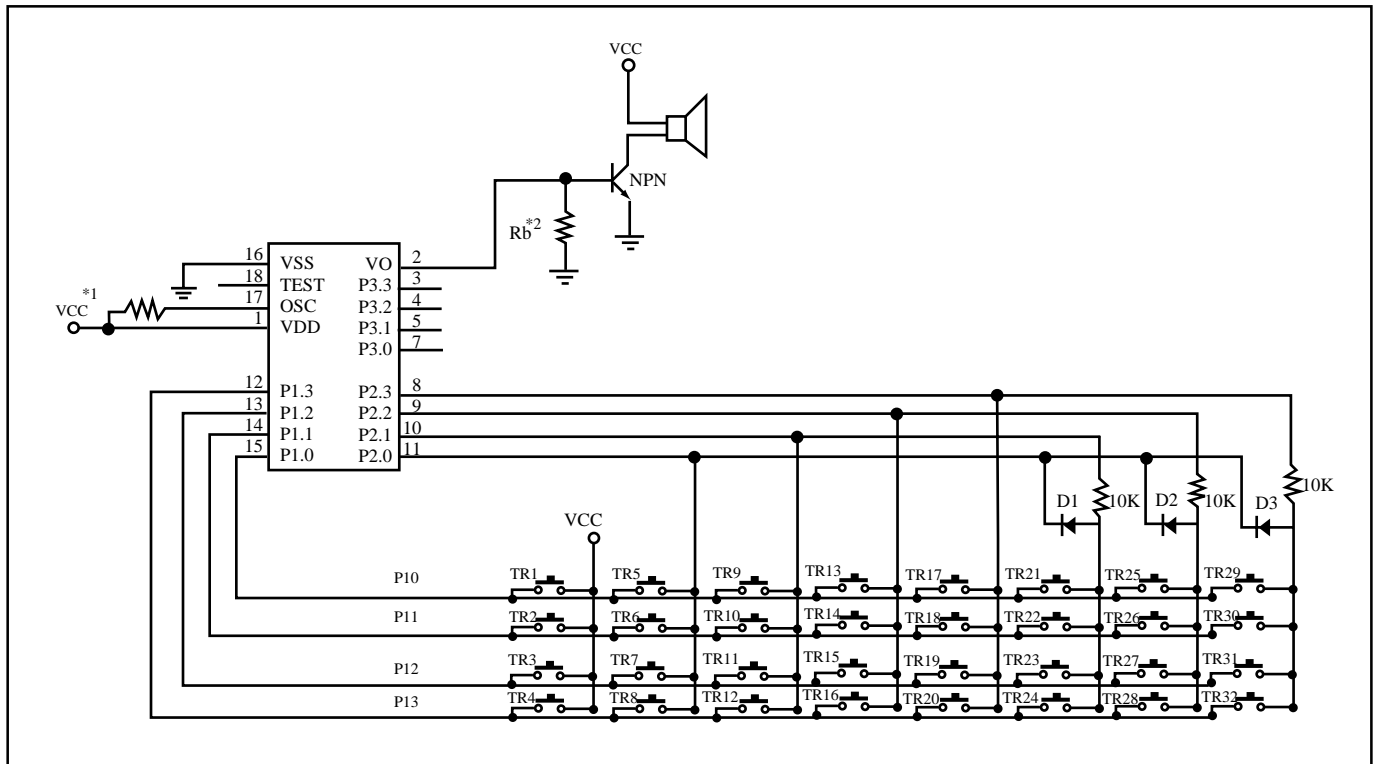 VCC
NPN
Rb*2
16 VSS VO 2
18 TEST P3.3 3
*1
VCC 17 OSC P3.2 4
1 VDD P3.1 5
P3.0 7
12 P1.3 P2.3 8
13 P1.2 P2.2 9
14 P1.1 P2.1 10
15 P1.0 P2.0 11
D1 10K D2 10K D3 10K
VCC
P10 TR1 TR5 TR9 TR13 TR17 TR21 TR25 TR29
P11 TR2 TR6 TR10 TR14 TR18 TR22 TR26 TR30
P12 TR3 TR7 TR11 TR15 TR19 TR23 TR27 TR31
P13 TR4 TR8 TR12 TR16 TR20 TR24 TR28 TR32